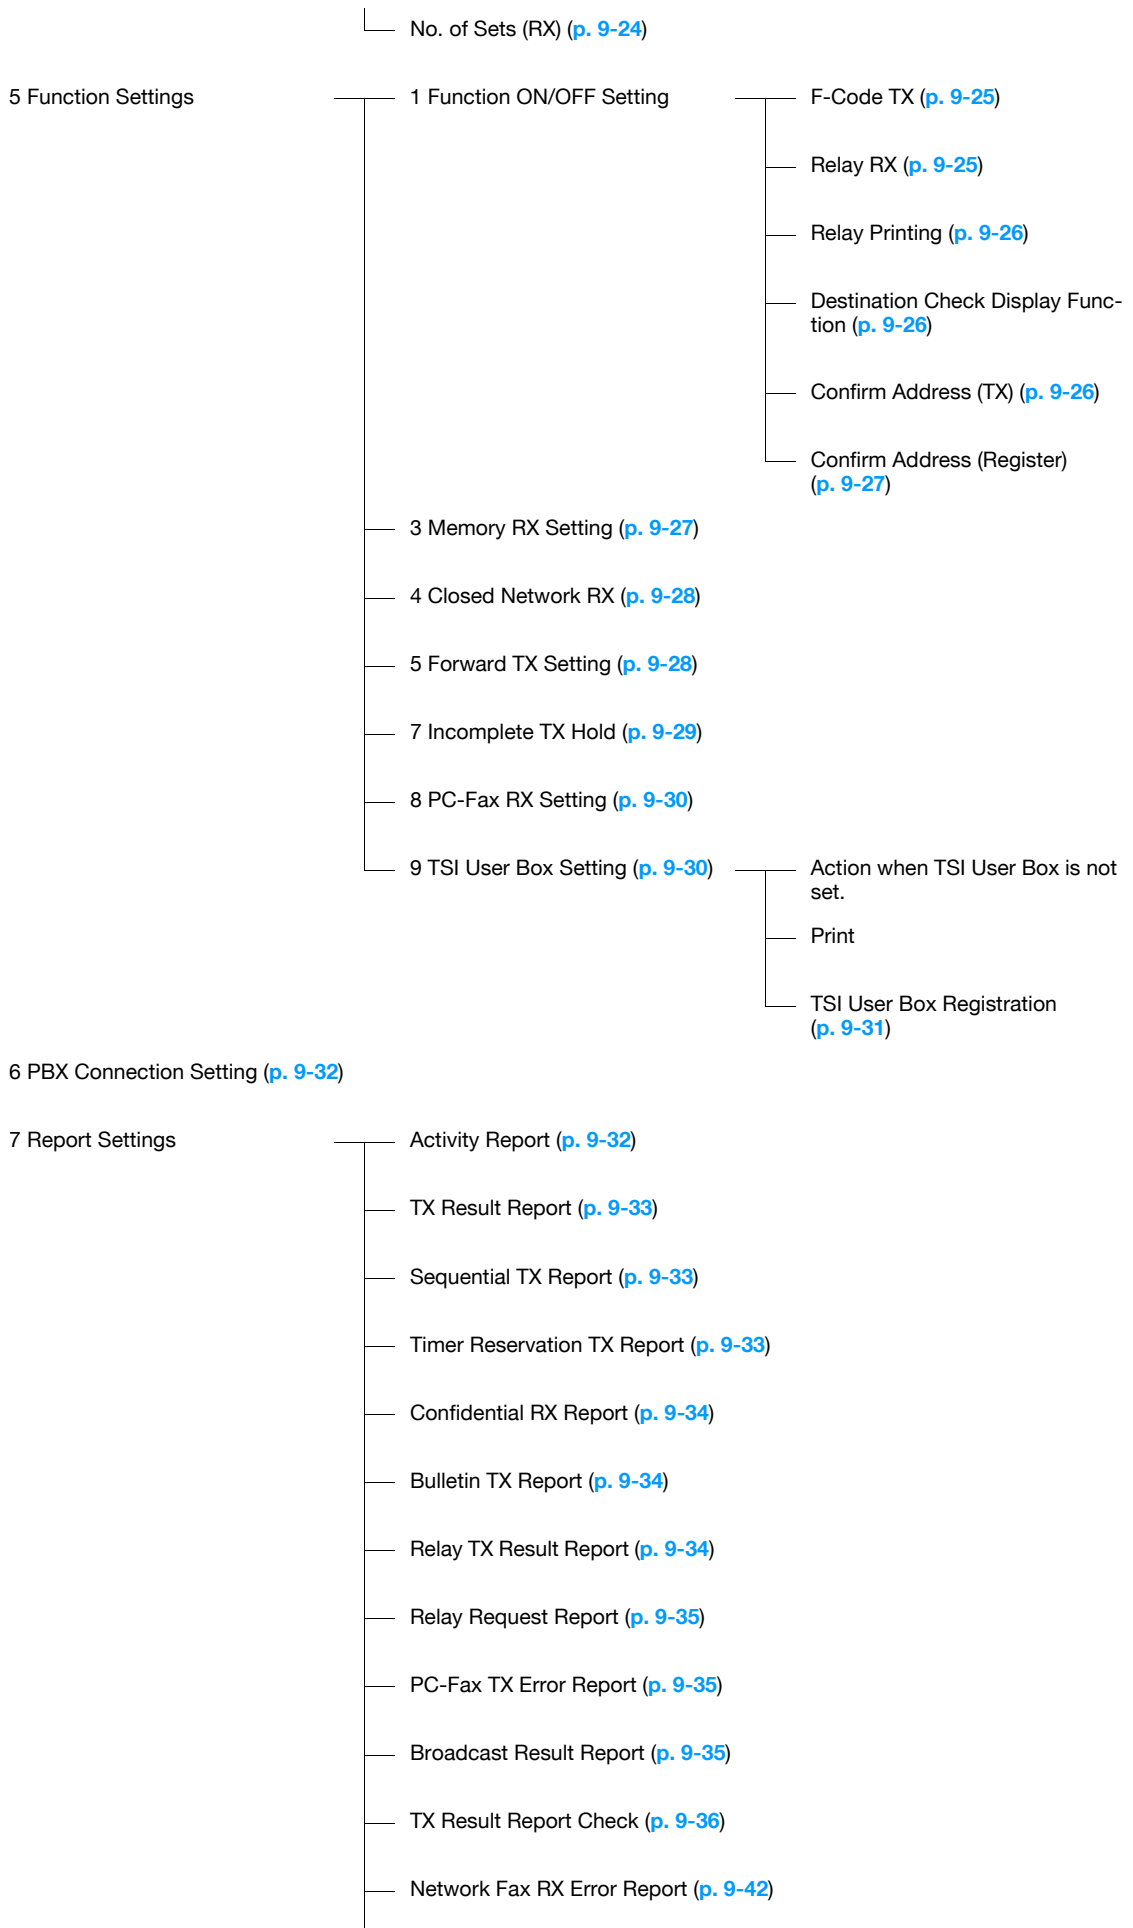 No. of Sets (RX) (p. 9-24)
5 Function Settings
1 Function ON/OFF Setting
F-Code TX (p. 9-25)
Relay RX (p. 9-25)
Relay Printing (p. 9-26)
Destination Check Display Func-
tion (p. 9-26)
Confirm Address (TX) (p. 9-26)
Confirm Address (Register)
(p. 9-27)
3 Memory RX Setting (p. 9-27)
4 Closed Network RX (p. 9-28)
5 Forward TX Setting (p. 9-28)
7 Incomplete TX Hold (p. 9-29)
8 PC-Fax RX Setting (p. 9-30)
9 TSI User Box Setting (p. 9-30)
Action when TSI User Box is not
set.
Print
TSI User Box Registration
(p. 9-31)
6 PBX Connection Setting (p. 9-32)
7 Report Settings
Activity Report (p. 9-32)
TX Result Report (p. 9-33)
Sequential TX Report (p. 9-33)
Timer Reservation TX Report (p. 9-33)
Confidential RX Report (p. 9-34)
Bulletin TX Report (p. 9-34)
Relay TX Result Report (p. 9-34)
Relay Request Report (p. 9-35)
PC-Fax TX Error Report (p. 9-35)
Broadcast Result Report (p. 9-35)
TX Result Report Check (p. 9-36)
Network Fax RX Error Report (p. 9-42)